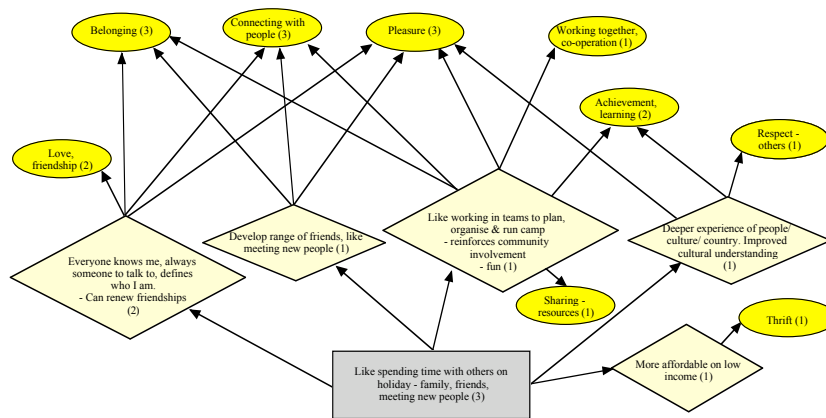 Belonging (3)
Connecting with
people (3)
Pleasure (3)
Working together,
co-operation (1)
Achievement,
learning (2)
Respect -
others (1)
Love,
friendship (2)
Everyone knows me, always
someone to talk to, defines
who I am.
- Can renew friendships
(2)
Develop range of friends, like
meeting new people (1)
Like working in teams to plan,
organise & run camp
- reinforces community
involvement
- fun (1)
Deeper experience of people/
culture/ country. Improved
cultural understanding
(1)
Sharing -
resources (1)
Thrift (1)
Like spending time with others on
holiday - family, friends,
meeting new people (3)
More affordable on low
income (1)